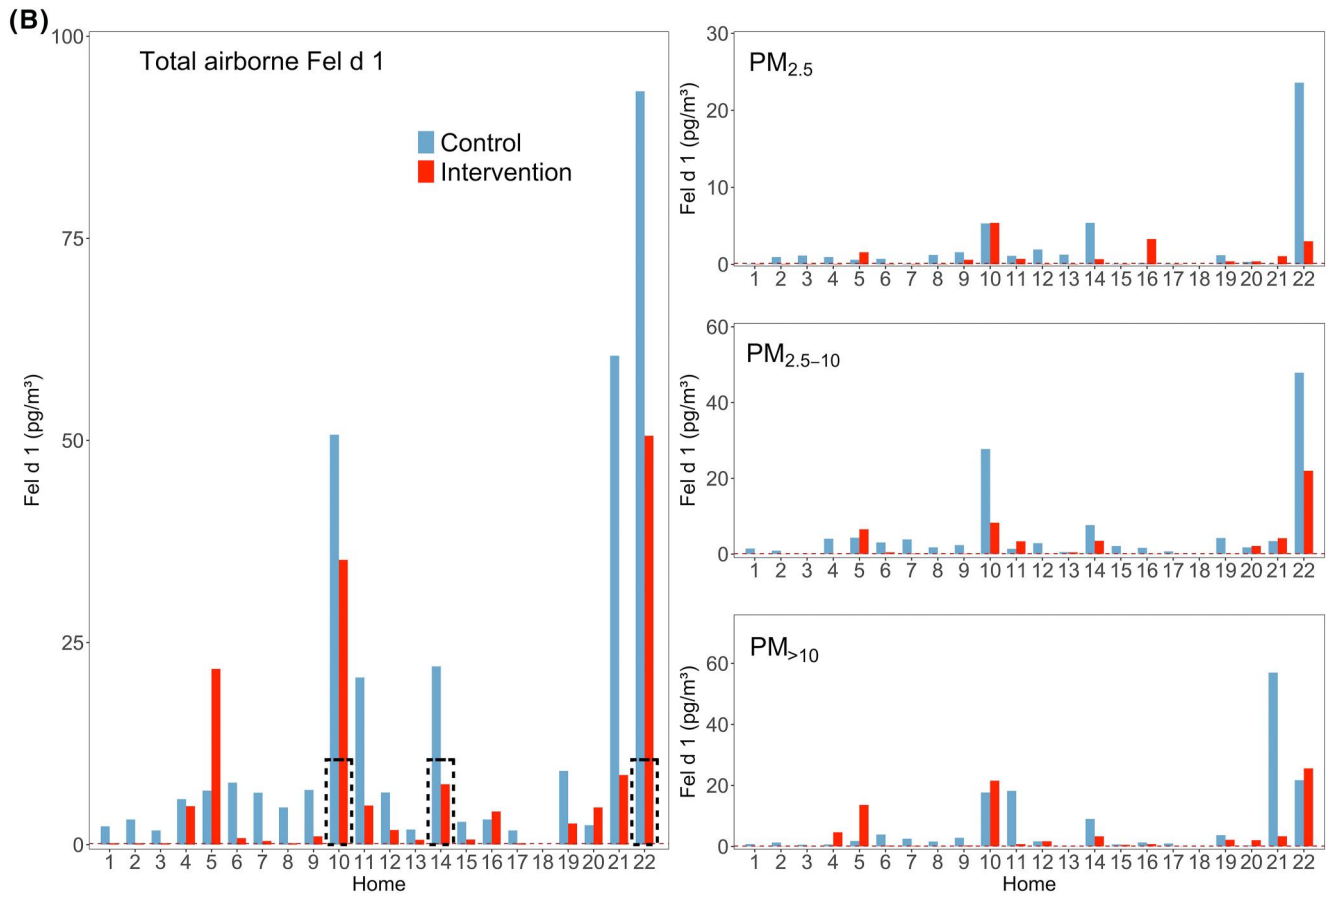 (B)
Total airborne Fel d 1
Control
Intervention
Fel d 1 (pg/m³)
100
75
50
25
0
1 2 3 4 5 6 7 8 9 10 11 12 13 14 15 16 17 18 19 20 21 22
Home
PM2.5
Fel d 1 (pg/m³)
30
20
10
0
1 2 3 4 5 6 7 8 9 10 11 12 13 14 15 16 17 18 19 20 21 22
PM2.5–10
Fel d 1 (pg/m³)
60
40
20
0
1 2 3 4 5 6 7 8 9 10 11 12 13 14 15 16 17 18 19 20 21 22
PM>10
Fel d 1 (pg/m³)
60
40
20
0
1 2 3 4 5 6 7 8 9 10 11 12 13 14 15 16 17 18 19 20 21 22
Home